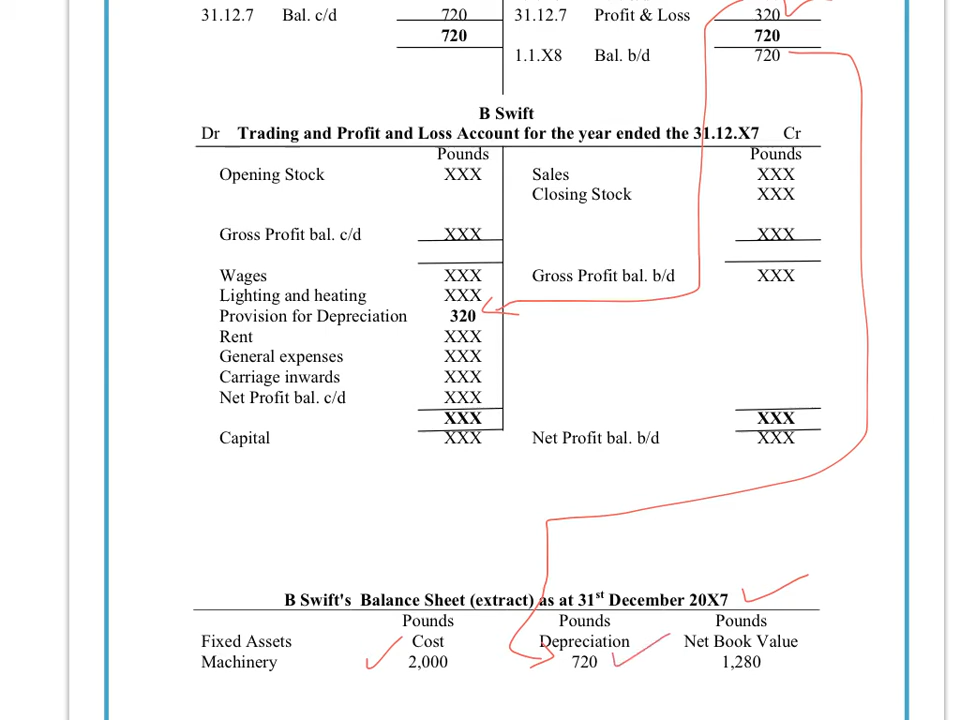 31.12.7 Bal. c/d 720 31.12.7 Profit & Loss 320
720 720
1.1.X8 Bal. b/d 720
B Swift
Dr Trading and Profit and Loss Account for the year ended the 31.12.X7 Cr
Pounds Pounds
Opening Stock XXX Sales XXX
Closing Stock XXX
Gross Profit bal. c/d XXX XXX
Wages XXX Gross Profit bal. b/d XXX
Lighting and heating XXX
Provision for Depreciation 320
Rent XXX
General expenses XXX
Carriage inwards XXX
Net Profit bal. c/d XXX
XXX XXX
Capital XXX Net Profit bal. b/d XXX
B Swift's Balance Sheet (extract) as at 31st December 20X7
Pounds Pounds Pounds
Fixed Assets Cost Depreciation Net Book Value
Machinery 2,000 720 1,280